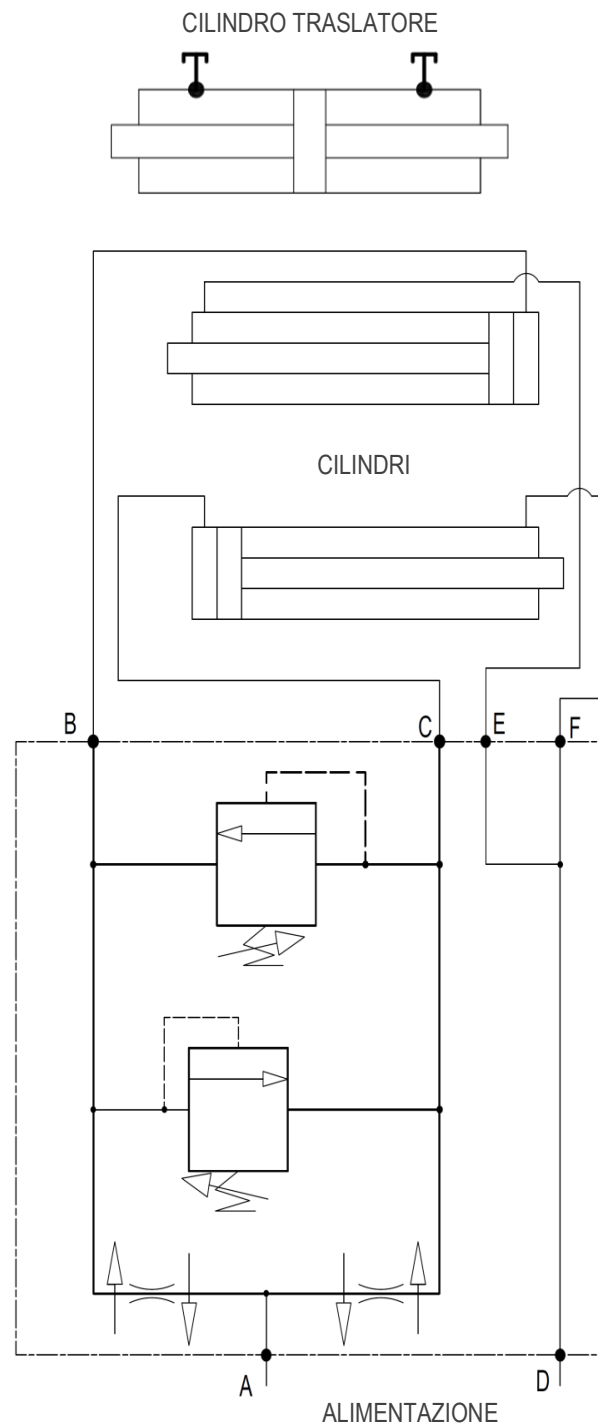 CILINDRO TRASLATORE
CILINDRI
B C E F
A D
ALIMENTAZIONE